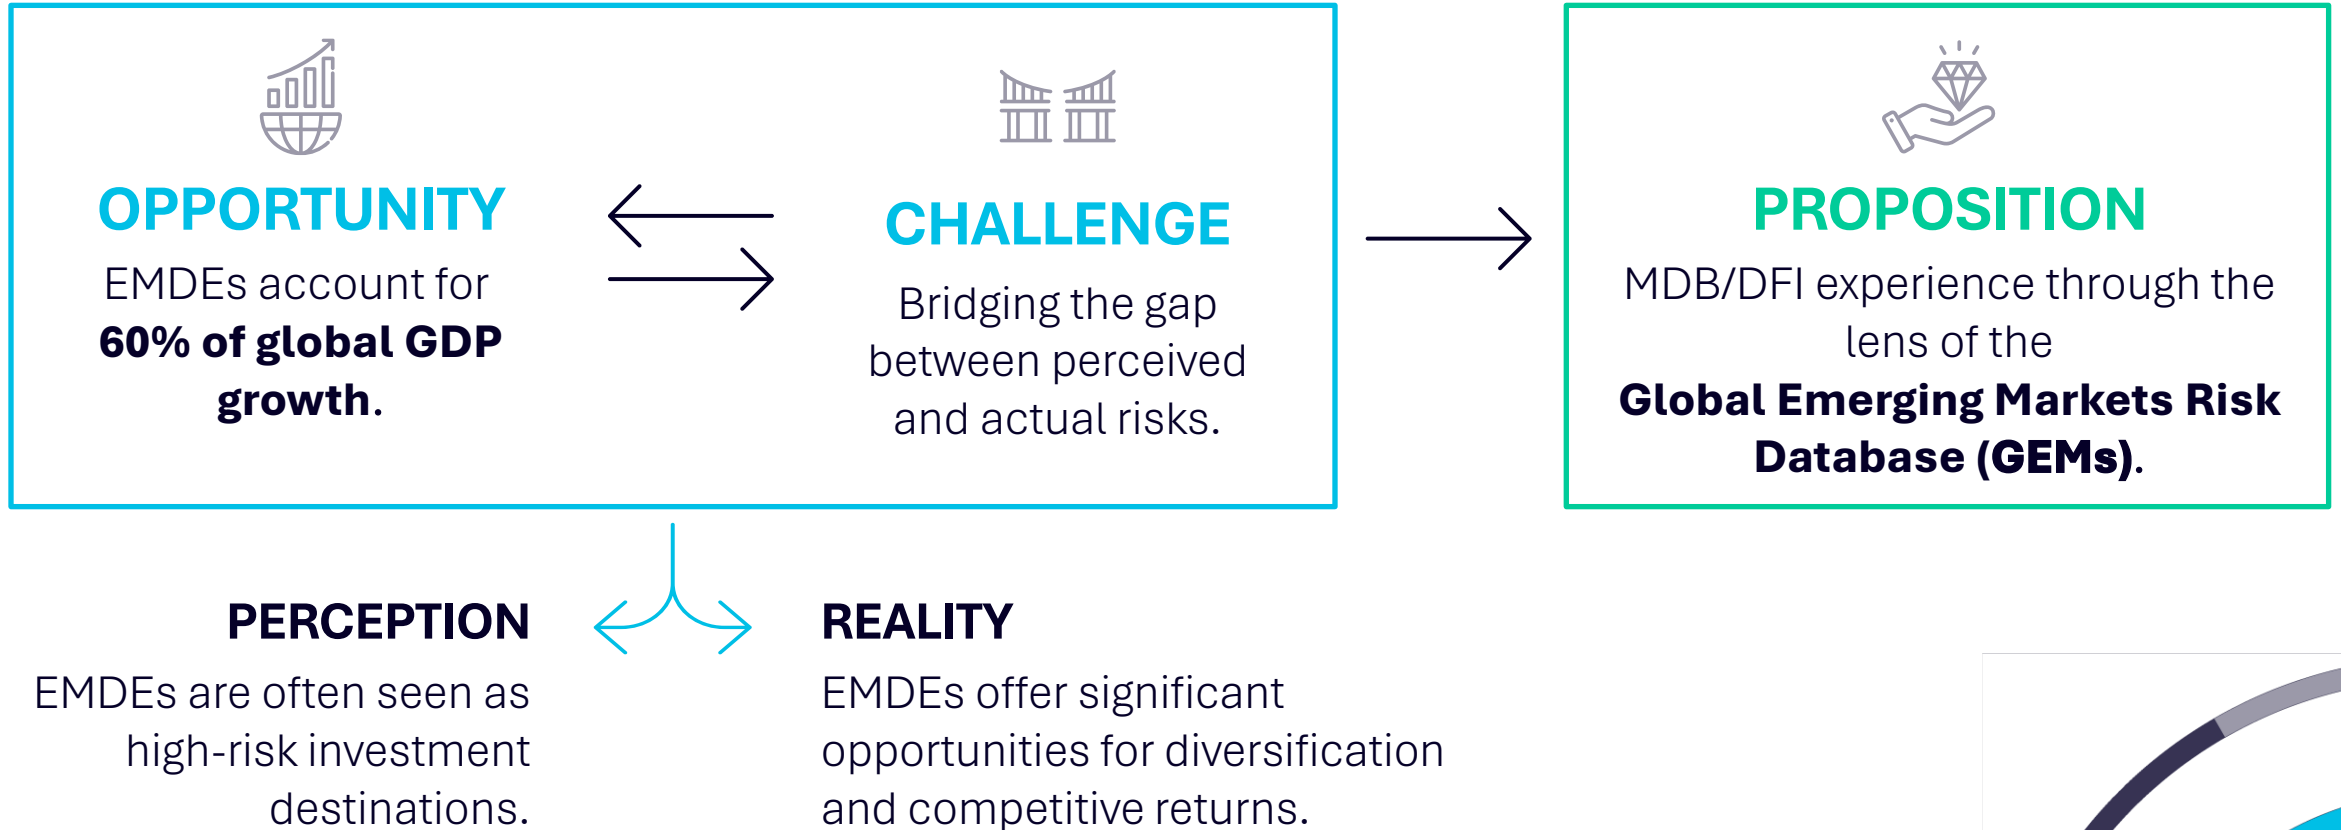 OPPORTUNITY
EMDEs account for
60% of global GDP
growth.
CHALLENGE
Bridging the gap
between perceived
and actual risks.
PROPOSITION
MDB/DFI experience through the
lens of the
Global Emerging Markets Risk
Database (GEMs).
PERCEPTION
EMDEs are often seen as
high-risk investment
destinations.
REALITY
EMDEs offer significant
opportunities for diversification
and competitive returns.